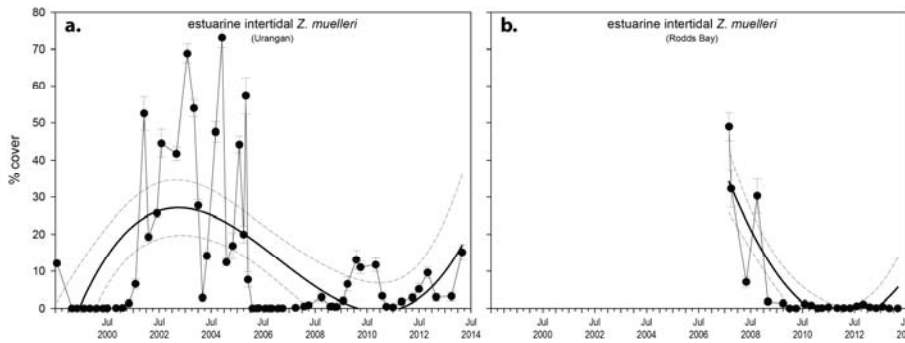 a.
estuarine intertidal Z. muelleri
(Urangan)
% cover
80
70
60
50
40
30
20
10
0
Jul Jul Jul Jul Jul Jul Jul
2000 2002 2004 2006 2008 2010 2012 2014
b.
estuarine intertidal Z. muelleri
(Rodds Bay)
Jul Jul Jul Jul Jul Jul Jul
2000 2002 2004 2006 2008 2010 2012 20